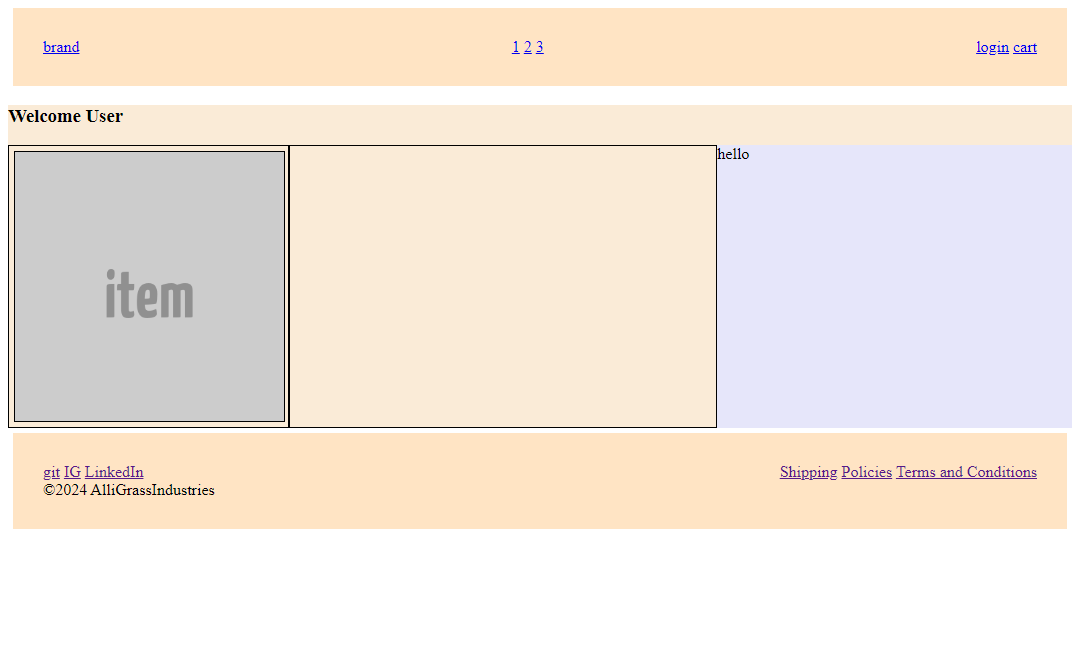 brand 1 2 3 login cart
Welcome User
hello
item
git IG LinkedIn Shipping Policies Terms and Conditions
©2024 AlliGrassIndustries